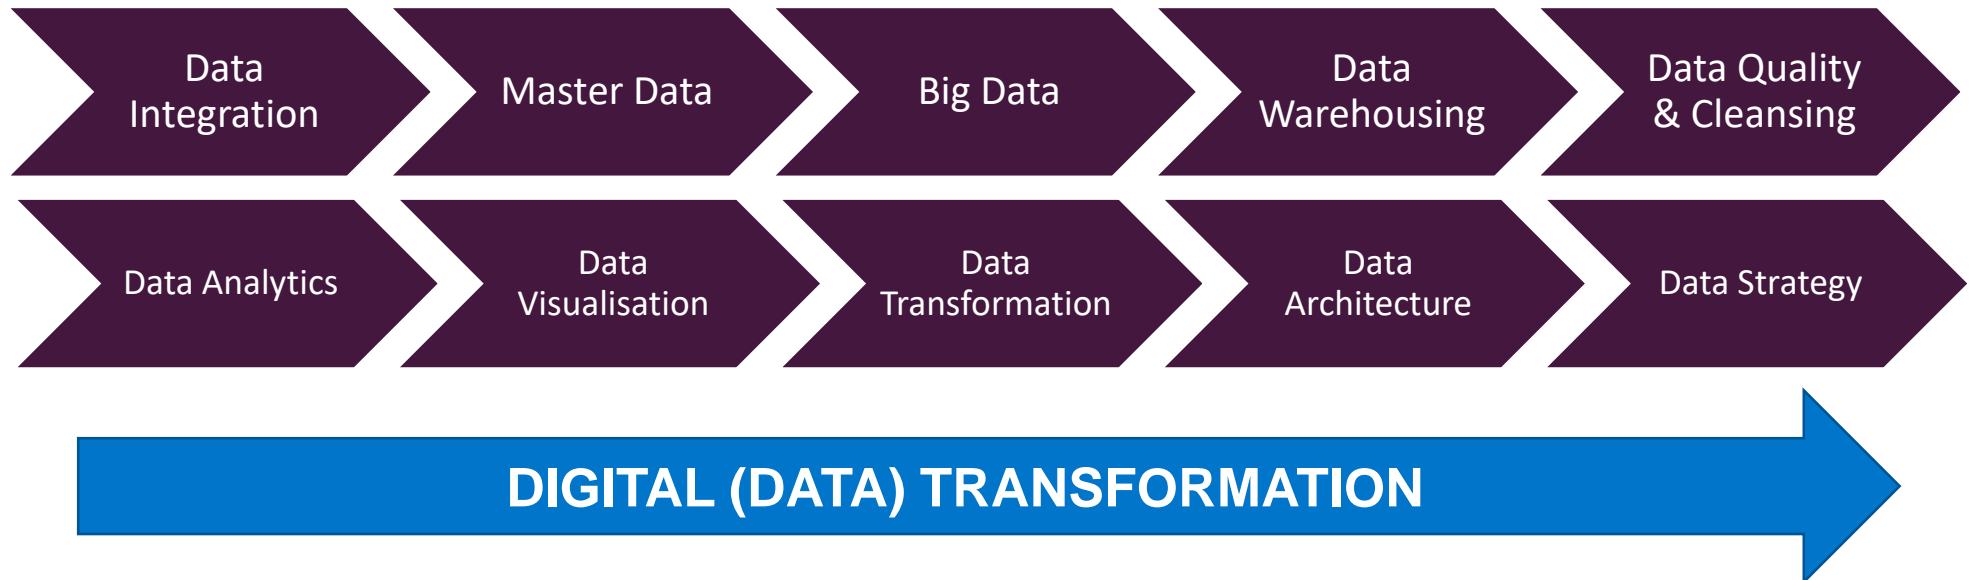 Data
Integration
Master Data
Big Data
Data
Warehousing
Data Quality
& Cleansing
Data Analytics
Data
Visualisation
Data
Transformation
Data
Architecture
Data Strategy
DIGITAL (DATA) TRANSFORMATION